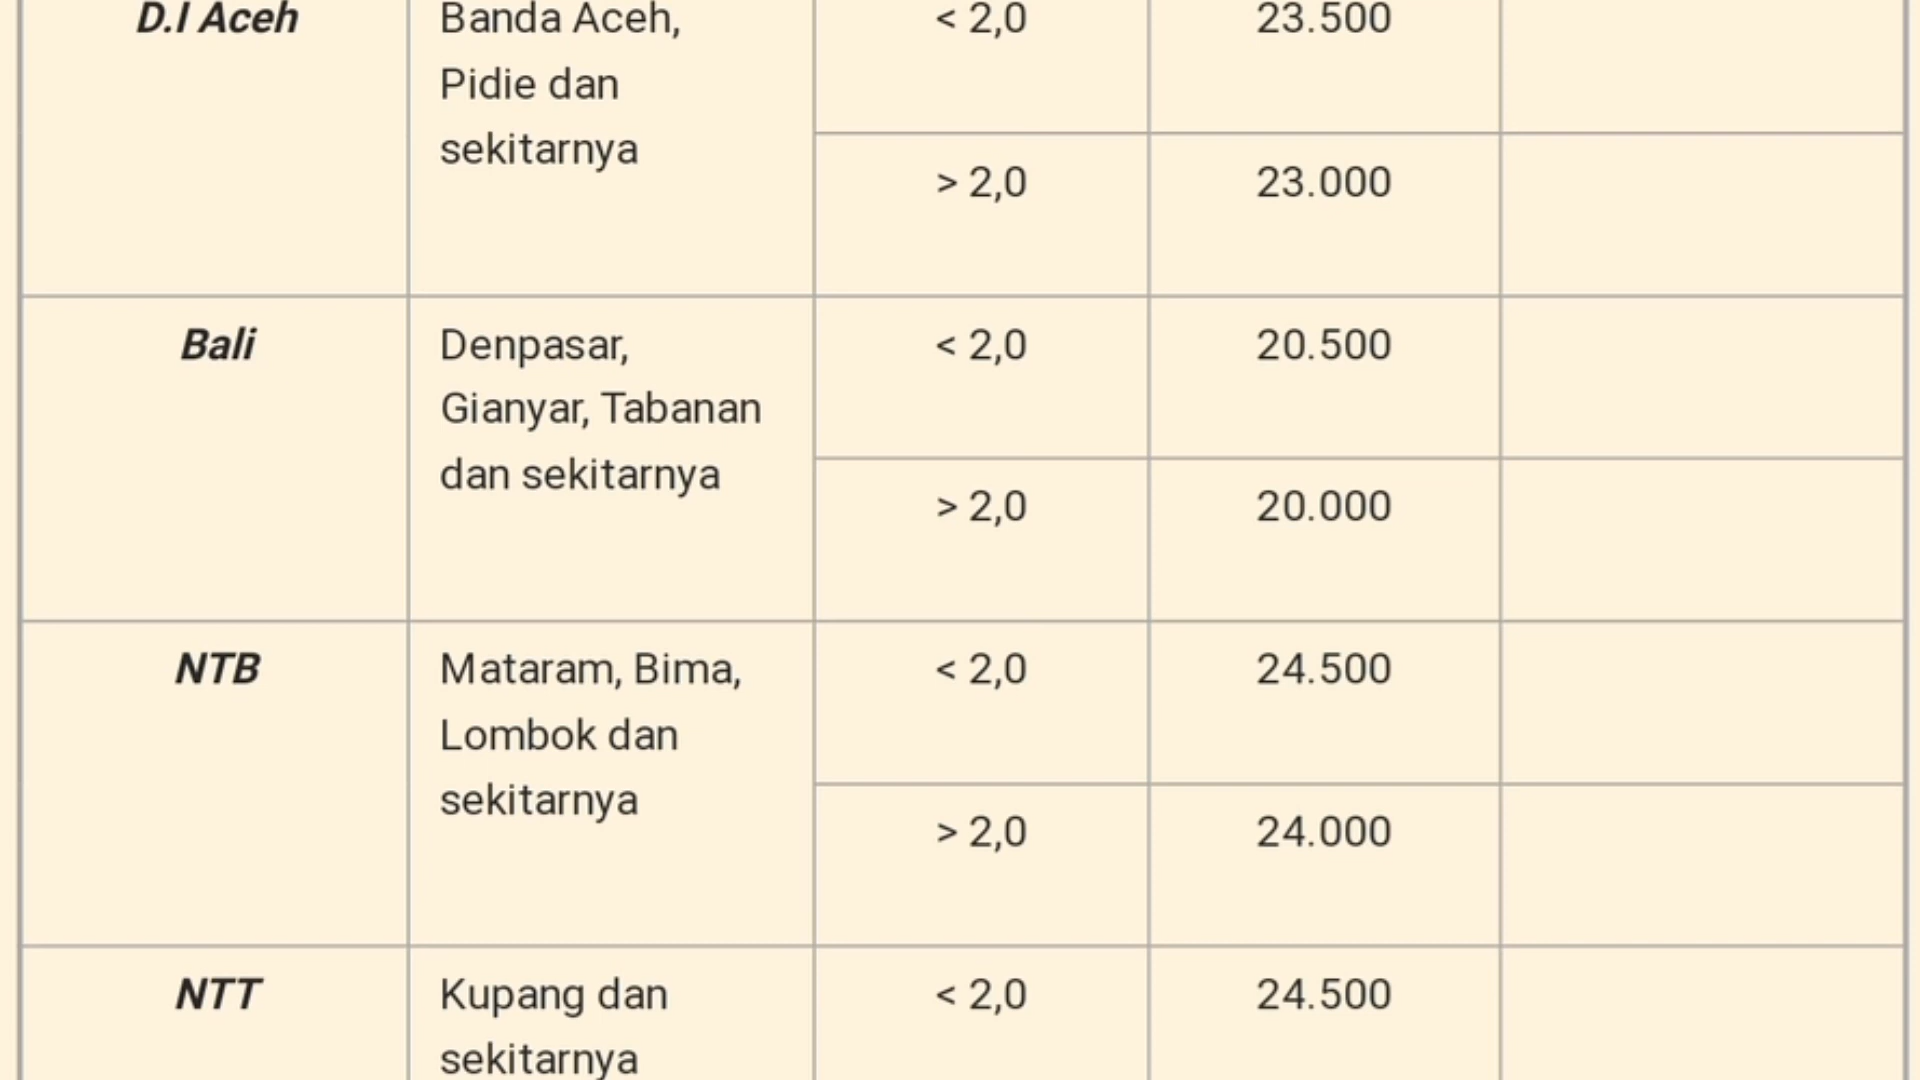 D.I Aceh
Banda Aceh,
Pidie dan
sekitarnya
< 2,0
23.500
> 2,0
23.000
Bali
Denpasar,
Gianyar, Tabanan
dan sekitarnya
< 2,0
20.500
> 2,0
20.000
NTB
Mataram, Bima,
Lombok dan
sekitarnya
< 2,0
24.500
> 2,0
24.000
NTT
Kupang dan
sekitarnya
< 2,0
24.500